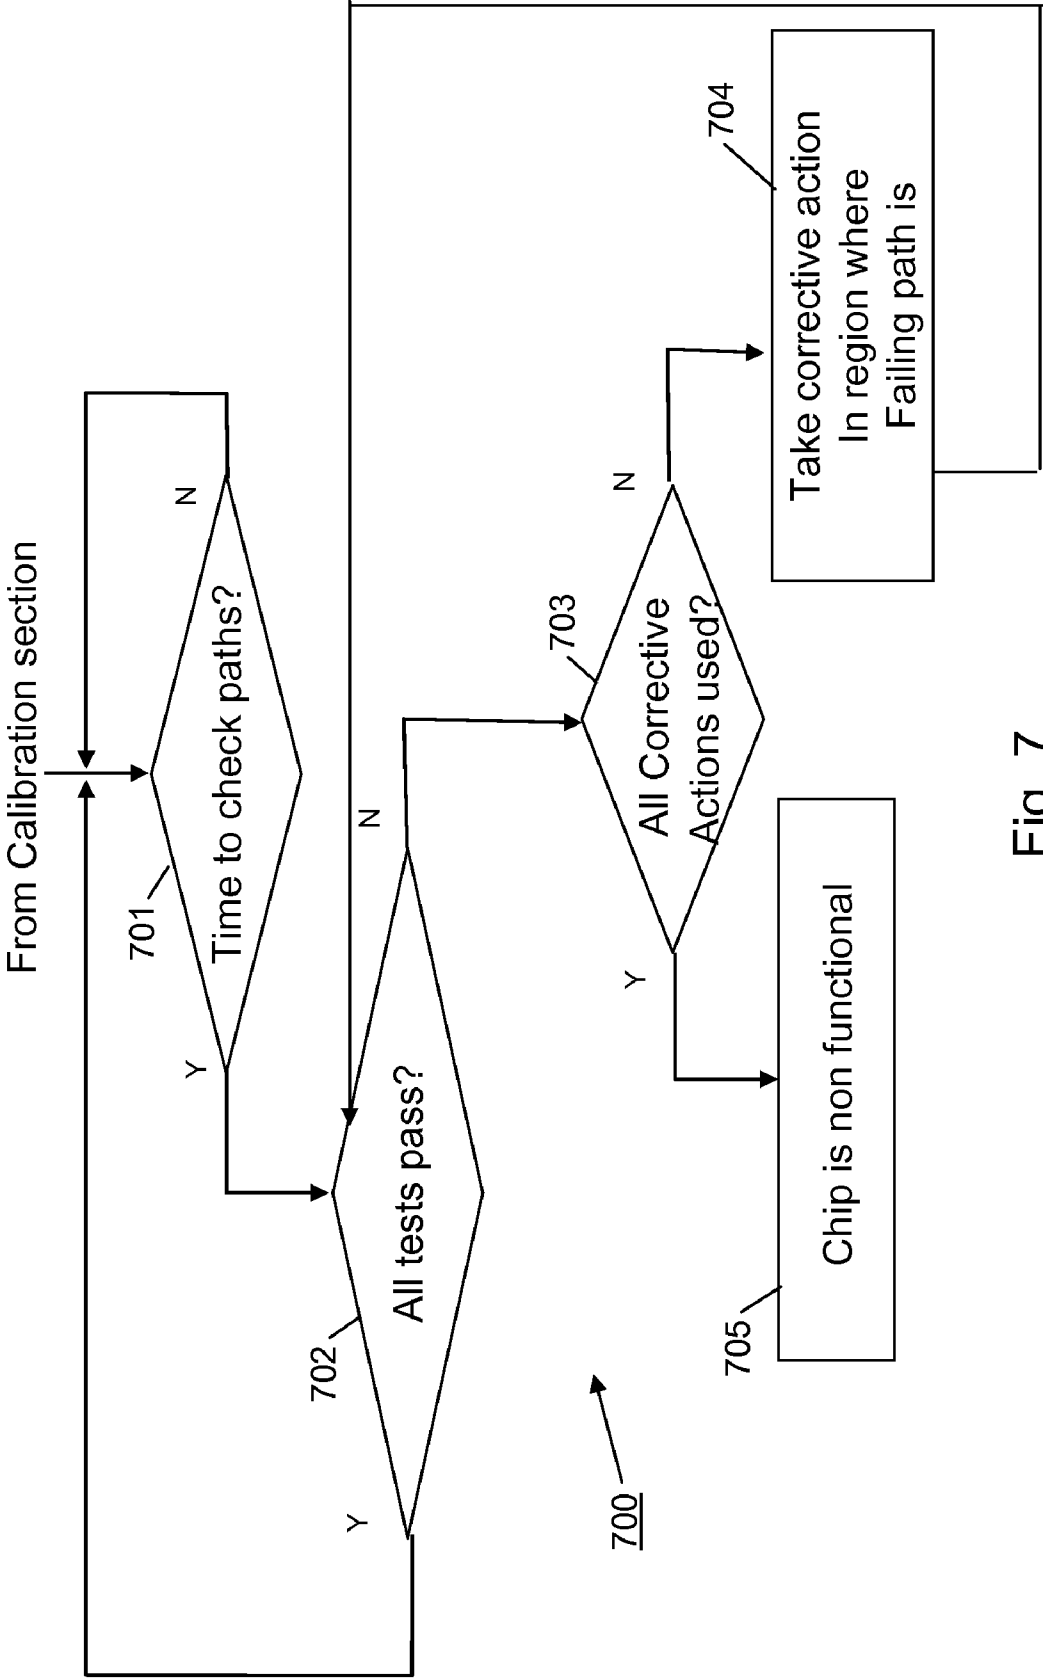 From Calibration section
701
Time to check paths?
Y
N
702
All tests pass?
Y
N
703
All Corrective
Actions used?
Y
N
704
Take corrective action
In region where
Failing path is
705
Chip is non functional
700
Fig. 7